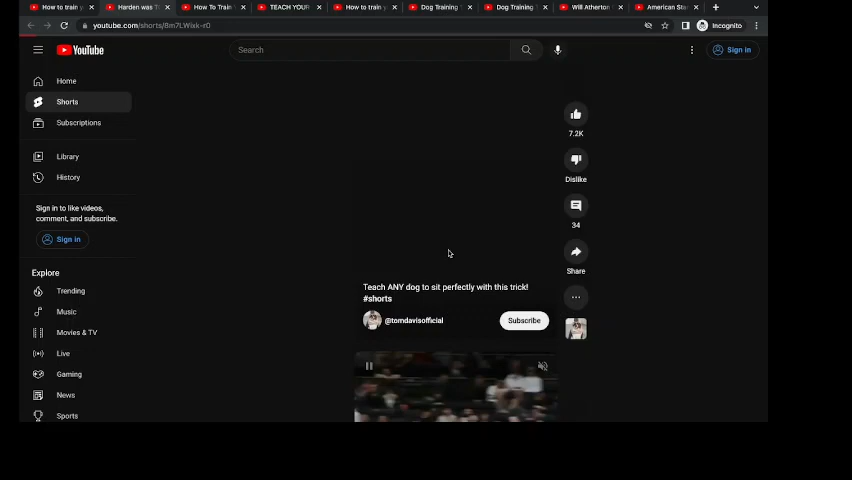 How to train y
Harden was "T
How To Train
TEACH YOUR
How to train y
Dog Training
Dog Training
Will Atherton
American Sta
youtube.com/shorts/8m7LWixk-r0
Incognito
YouTube
Search
Sign in
Home
Shorts
Subscriptions
Library
History
Sign in to like videos,
comment, and subscribe.
Sign in
Explore
Trending
Music
Movies & TV
Live
Gaming
News
Sports
7.2K
Dislike
34
Share
Teach ANY dog to sit perfectly with this trick!
#shorts
@tomdavisofficial
Subscribe